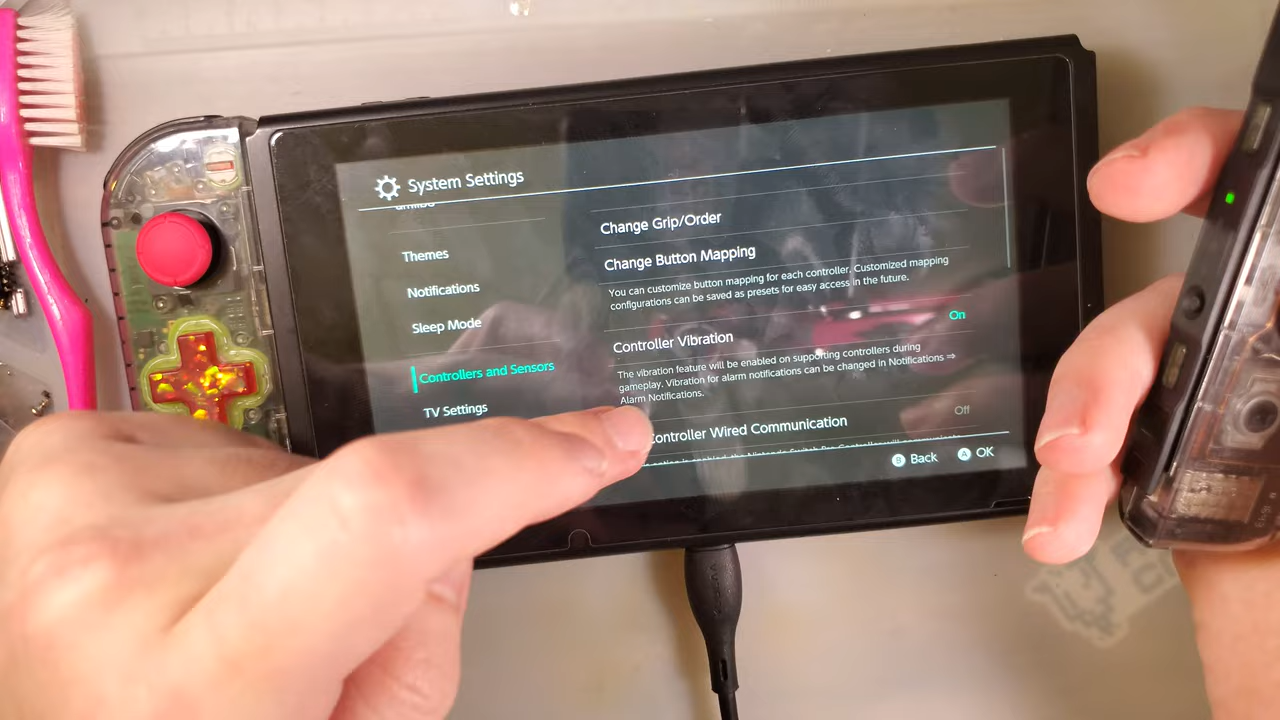 System Settings
Themes
Notifications
Sleep Mode
Controllers and Sensors
TV Settings
Change Grip/Order
Change Button Mapping
You can customize button mapping for each controller. Customized mapping
configurations can be saved as presets for easy access in the future.
Controller Vibration
On
The vibration feature will be enabled on supporting controllers during
gameplay. Vibration for alarm notifications can be changed in Notifications ⇒
Alarm Notifications.
Controller Wired Communication
Off
B Back
A OK